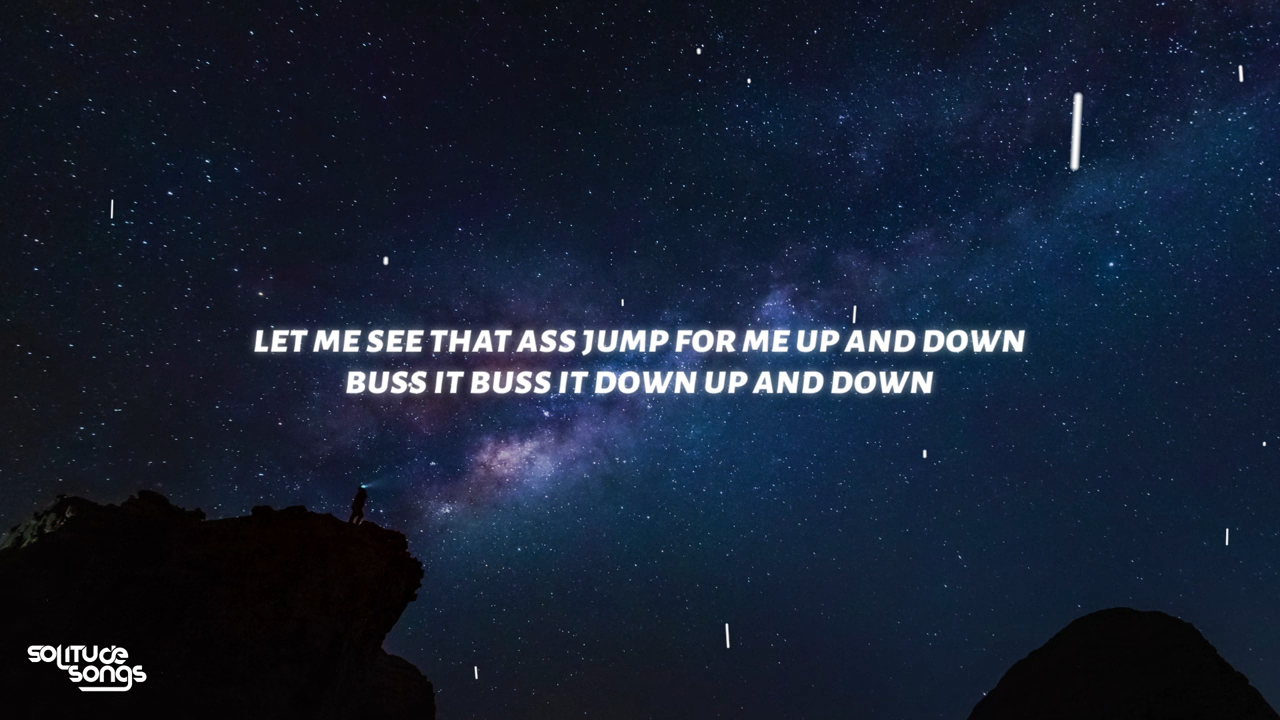 LET ME SEE THAT ASS JUMP FOR ME UP AND DOWN
BUSS IT BUSS IT DOWN UP AND DOWN
SOLITUDE
SONGS